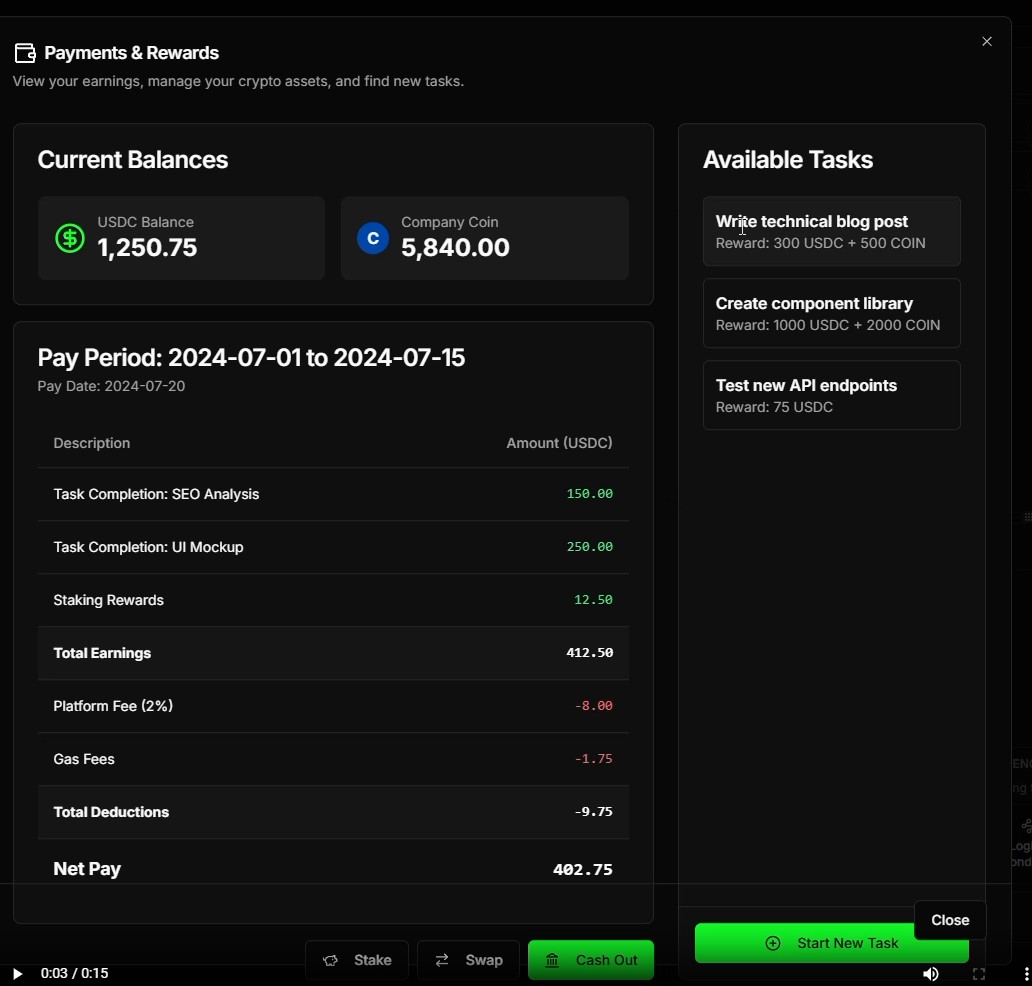 Payments & Rewards
View your earnings, manage your crypto assets, and find new tasks.
Current Balances
USDC Balance
1,250.75
C
Company Coin
5,840.00
Pay Period: 2024-07-01 to 2024-07-15
Pay Date: 2024-07-20
Description Amount (USDC)
Task Completion: SEO Analysis 150.00
Task Completion: UI Mockup 250.00
Staking Rewards 12.50
Total Earnings 412.50
Platform Fee (2%) -8.00
Gas Fees -1.75
Total Deductions -9.75
Net Pay 402.75
Stake
Swap
Cash Out
Available Tasks
Write technical blog post
Reward: 300 USDC + 500 COIN
Create component library
Reward: 1000 USDC + 2000 COIN
Test new API endpoints
Reward: 75 USDC
Close
Start New Task
0:03 / 0:15